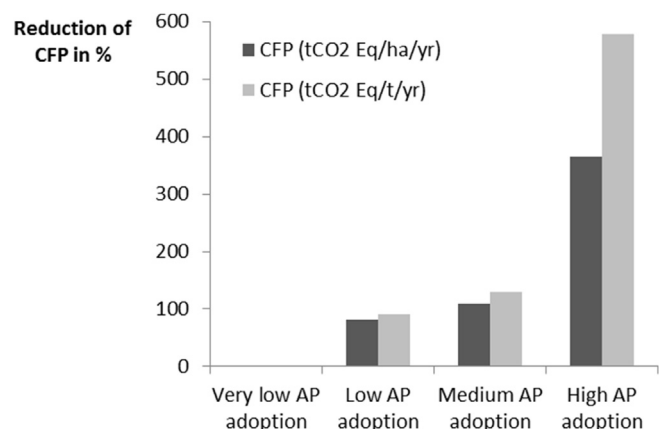 Reduction of
CFP in %
600
500
400
300
200
100
0
CFP (tCO2 Eq/ha/yr)
CFP (tCO2 Eq/t/yr)
Very low AP
adoption
Low AP
adoption
Medium AP
adoption
High AP
adoption